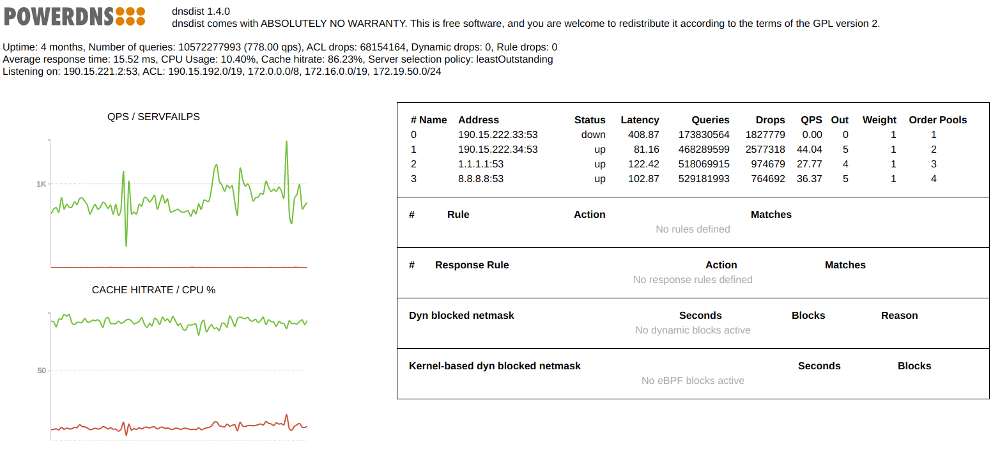 POWERDNS
dnsdist 1.4.0
dnsdist comes with ABSOLUTELY NO WARRANTY. This is free software, and you are welcome to redistribute it according to the terms of the GPL version 2.
Uptime: 4 months, Number of queries: 10572277993 (778.00 qps), ACL drops: 68154164, Dynamic drops: 0, Rule drops: 0
Average response time: 15.52 ms, CPU Usage: 10.40%, Cache hitrate: 86.23%, Server selection policy: leastOutstanding
Listening on: 190.15.221.2:53, ACL: 190.15.192.0/19, 172.0.0.0/8, 172.16.0.0/19, 172.19.50.0/24
QPS / SERVFAILPS
1K
CACHE HITRATE / CPU %
50
# Name Address Status Latency Queries Drops QPS Out Weight Order Pools
0 190.15.222.33:53 down 408.87 173830564 1827779 0.00 0 1 1
1 190.15.222.34:53 up 81.16 468289599 2577318 44.04 5 1 2
2 1.1.1.1:53 up 122.42 518069915 974679 27.77 4 1 3
3 8.8.8.8:53 up 102.87 529181993 764692 36.37 5 1 4
# Rule Action Matches
No rules defined
# Response Rule Action Matches
No response rules defined
Dyn blocked netmask Seconds Blocks Reason
No dynamic blocks active
Kernel-based dyn blocked netmask Seconds Blocks
No eBPF blocks active